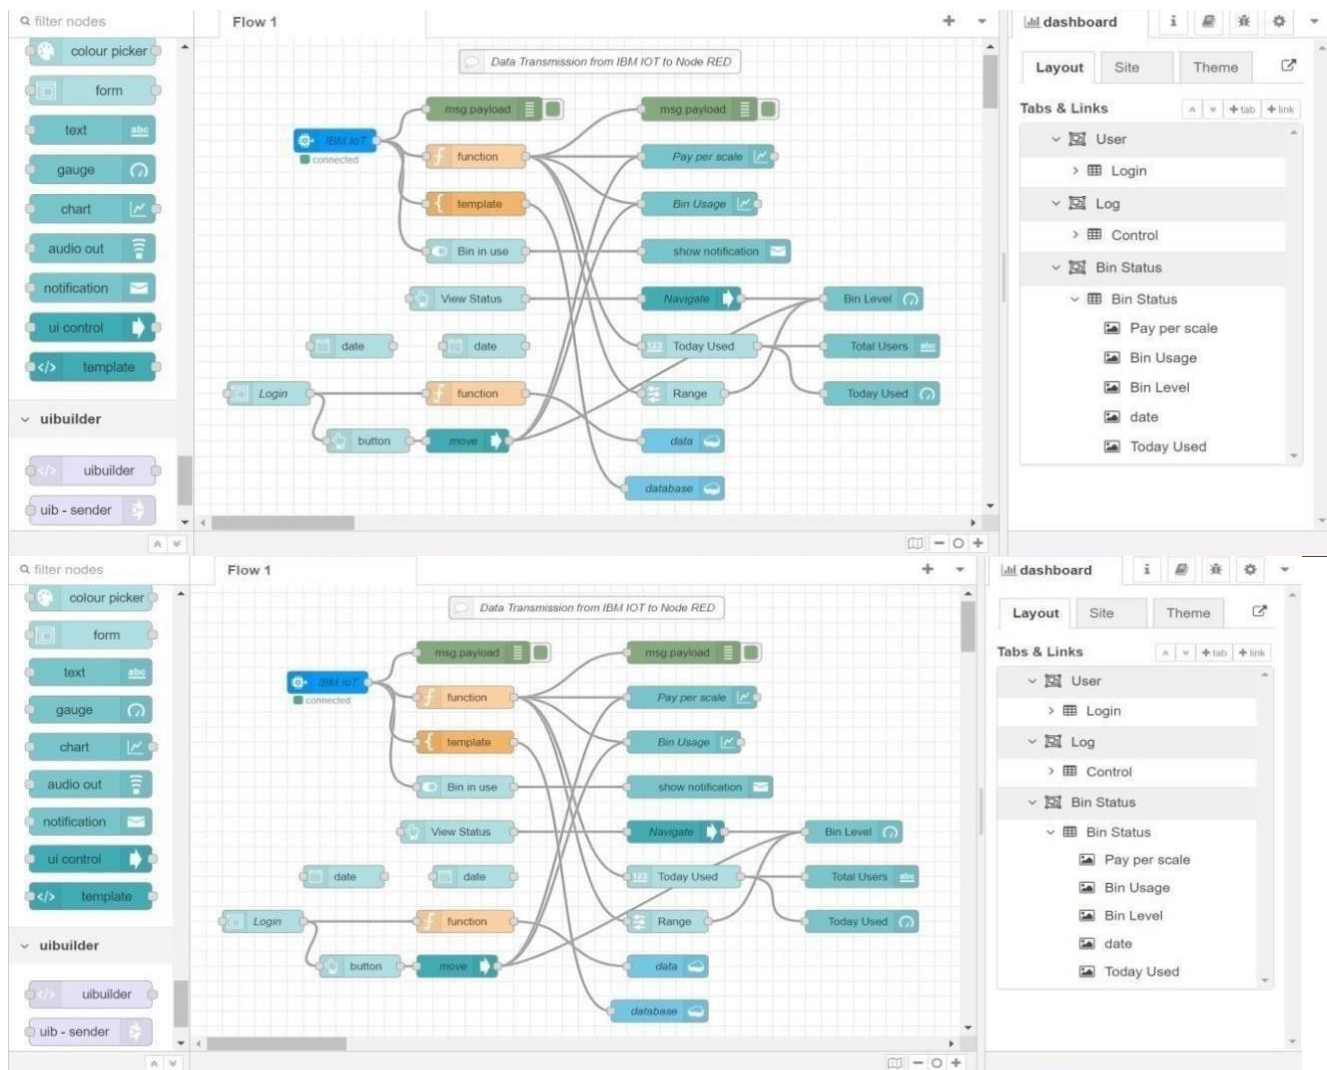 filter nodes
Flow 1
dashboard
colour picker
form
text abc
gauge
chart
audio out
notification
ui control
</> template
uibuilder
</> uibuilder
uib - sender
Data Transmission from IBM IOT to Node RED
msg.payload
msg.payload
IBM IoT
connected
function
Pay per scale
template
Bin Usage
Bin in use
show notification
View Status
Navigate
Bin Level
date
date
123 Today Used
Total Users abc
Login
function
Range
Today Used
button
move
data
database
Layout
Site
Theme
Tabs & Links
+ tab
+ link
User
Login
Log
Control
Bin Status
Bin Status
Pay per scale
Bin Usage
Bin Level
date
Today Used
filter nodes
Flow 1
dashboard
colour picker
form
text abc
gauge
chart
audio out
notification
ui control
</> template
uibuilder
</> uibuilder
uib - sender
Data Transmission from IBM IOT to Node RED
msg.payload
msg.payload
IBM IoT
connected
function
Pay per scale
template
Bin Usage
Bin in use
show notification
View Status
Navigate
Bin Level
date
date
123 Today Used
Total Users abc
Login
function
Range
Today Used
button
move
data
database
Layout
Site
Theme
Tabs & Links
+ tab
+ link
User
Login
Log
Control
Bin Status
Bin Status
Pay per scale
Bin Usage
Bin Level
date
Today Used